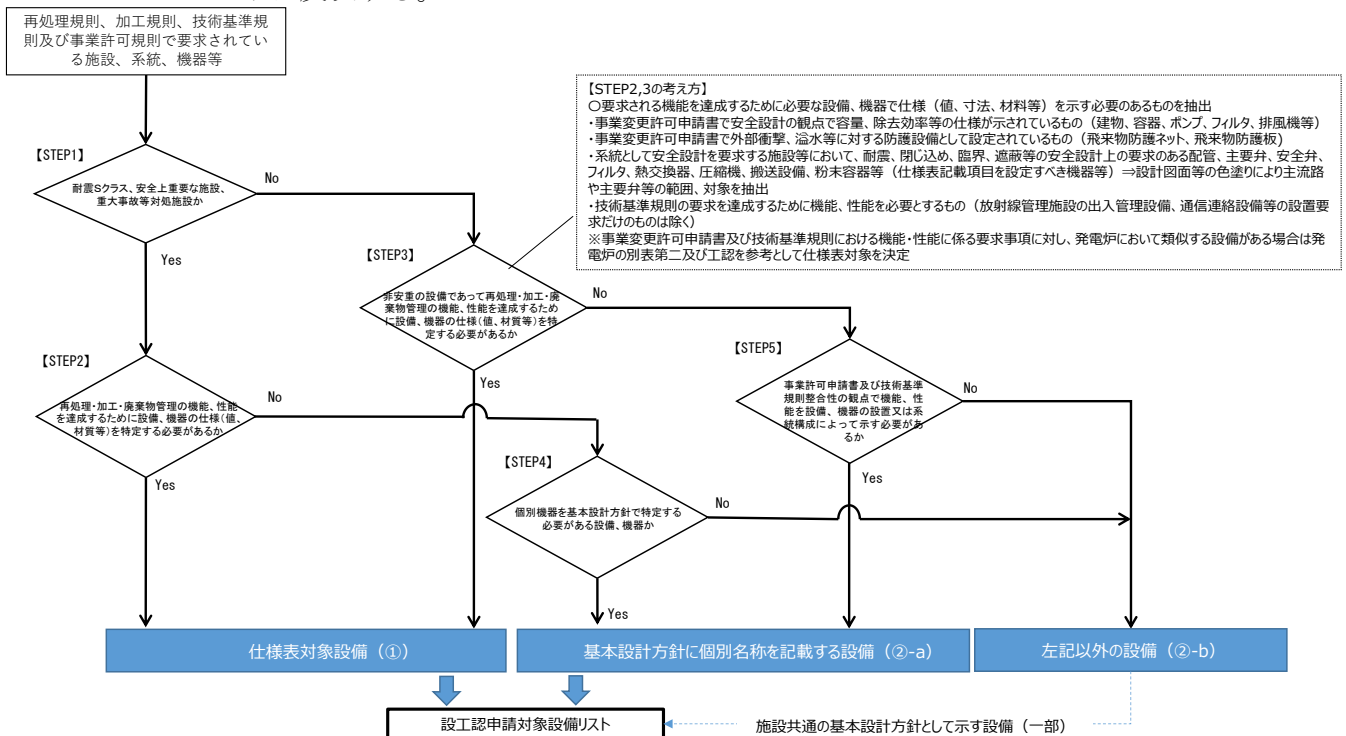 再処理規則、加工規則、技術基準規
則及び事業許可規則で要求されてい
る施設、系統、機器等
【STEP2,3の考え方】
〇要求される機能を達成するために必要な設備、機器で仕様（値、寸法、材料等）を示す必要のあるものを抽出
・事業変更許可申請書で安全設計の観点で容量、除去効率等の仕様が示されているもの（建物、容器、ポンプ、フィルタ、排風機等）
・事業変更許可申請書で外部衝撃、溢水等に対する防護設備として設定されているもの（飛来物防護ネット、飛来物防護板)
・系統として安全設計を要求する施設等において、耐震、閉じ込め、臨界、遮蔽等の安全設計上の要求のある配管、主要弁、安全弁、
フィルタ、熱交換器、圧縮機、搬送設備、粉末容器等（仕様表記載項目を設定すべき機器等）⇒設計図面等の色塗りにより主流路
や主要弁等の範囲、対象を抽出
・技術基準規則の要求を達成するために機能、性能を必要とするもの（放射線管理施設の出入管理設備、通信連絡設備等の設置要
求だけのものは除く）
※事業変更許可申請書及び技術基準規則における機能・性能に係る要求事項に対し、発電炉において類似する設備がある場合は発
電炉の別表第二及び工認を参考として仕様表対象を決定
【STEP1】
耐震Sクラス、安全上重要な施設、
重大事故等対処施設か
No
Yes
【STEP3】
非安重の設備であって再処理・加工・廃
棄物管理の機能、性能を達成するため
に設備、機器の仕様（値、材質等）を特
定する必要があるか
No
Yes
【STEP2】
再処理・加工・廃棄物管理の機能、性能
を達成するために設備、機器の仕様（値、
材質等）を特定する必要があるか
No
Yes
【STEP5】
事業許可申請書及び技術基準
規則整合性の観点で機能、性
能を設備、機器の設置又は系
統構成によって示す必要があ
るか
No
Yes
【STEP4】
個別機器を基本設計方針で特定する
必要がある設備、機器か
No
Yes
仕様表対象設備（①）
基本設計方針に個別名称を記載する設備（②-a）
左記以外の設備（②-b）
設工認申請対象設備リスト
施設共通の基本設計方針として示す設備（一部）